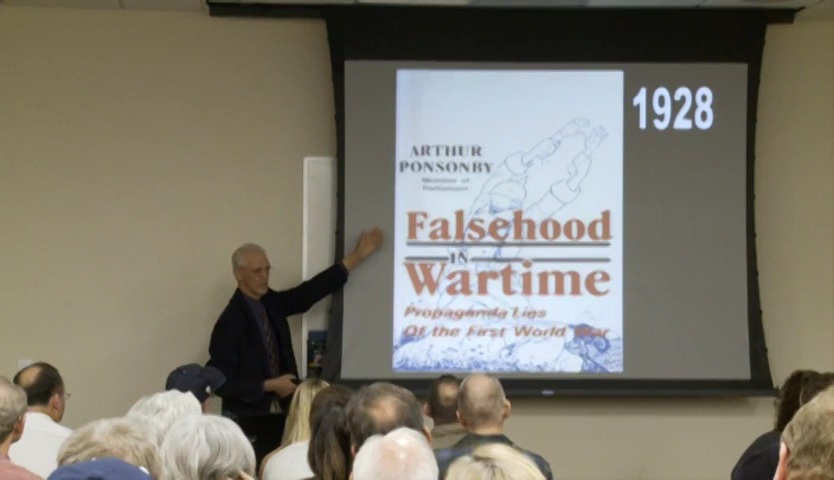 1928
ARTHUR
PONSONBY
Member of
Parliament
Falsehood
IN
Wartime
Propaganda Lies
Of the First World War